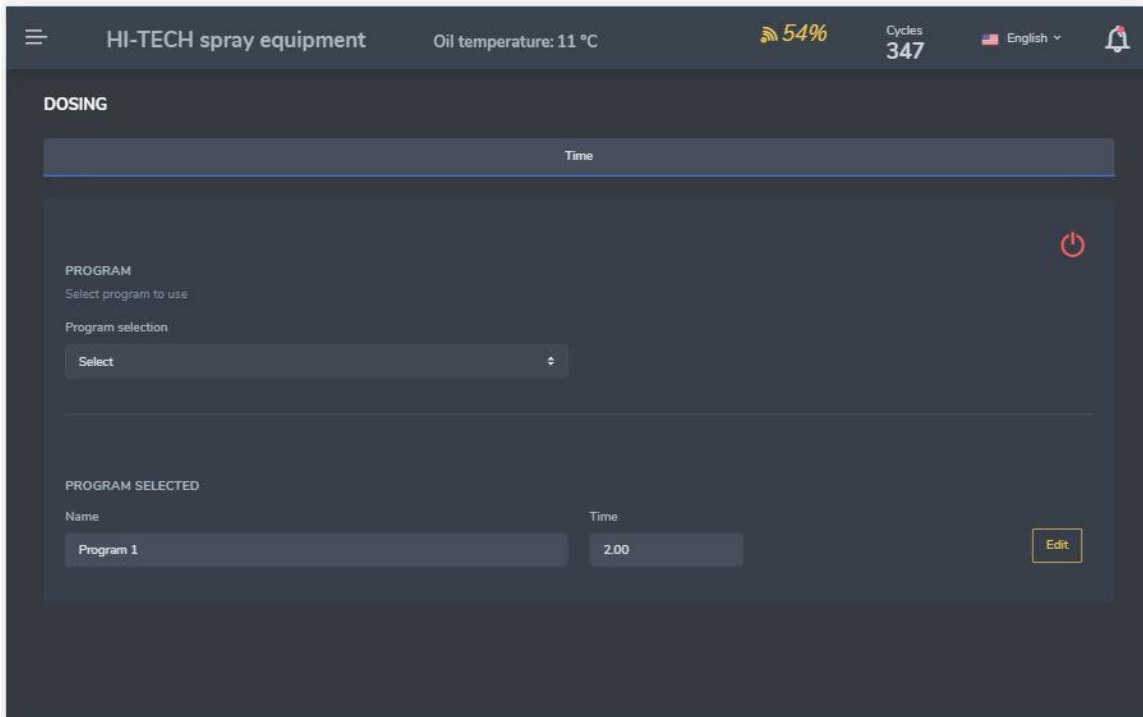 HI-TECH spray equipment
Oil temperature: 11 ºC
54%
Cycles
347
English
DOSING
Time
PROGRAM
Select program to use
Program selection
Select
PROGRAM SELECTED
Name
Time
Program 1
2.00
Edit